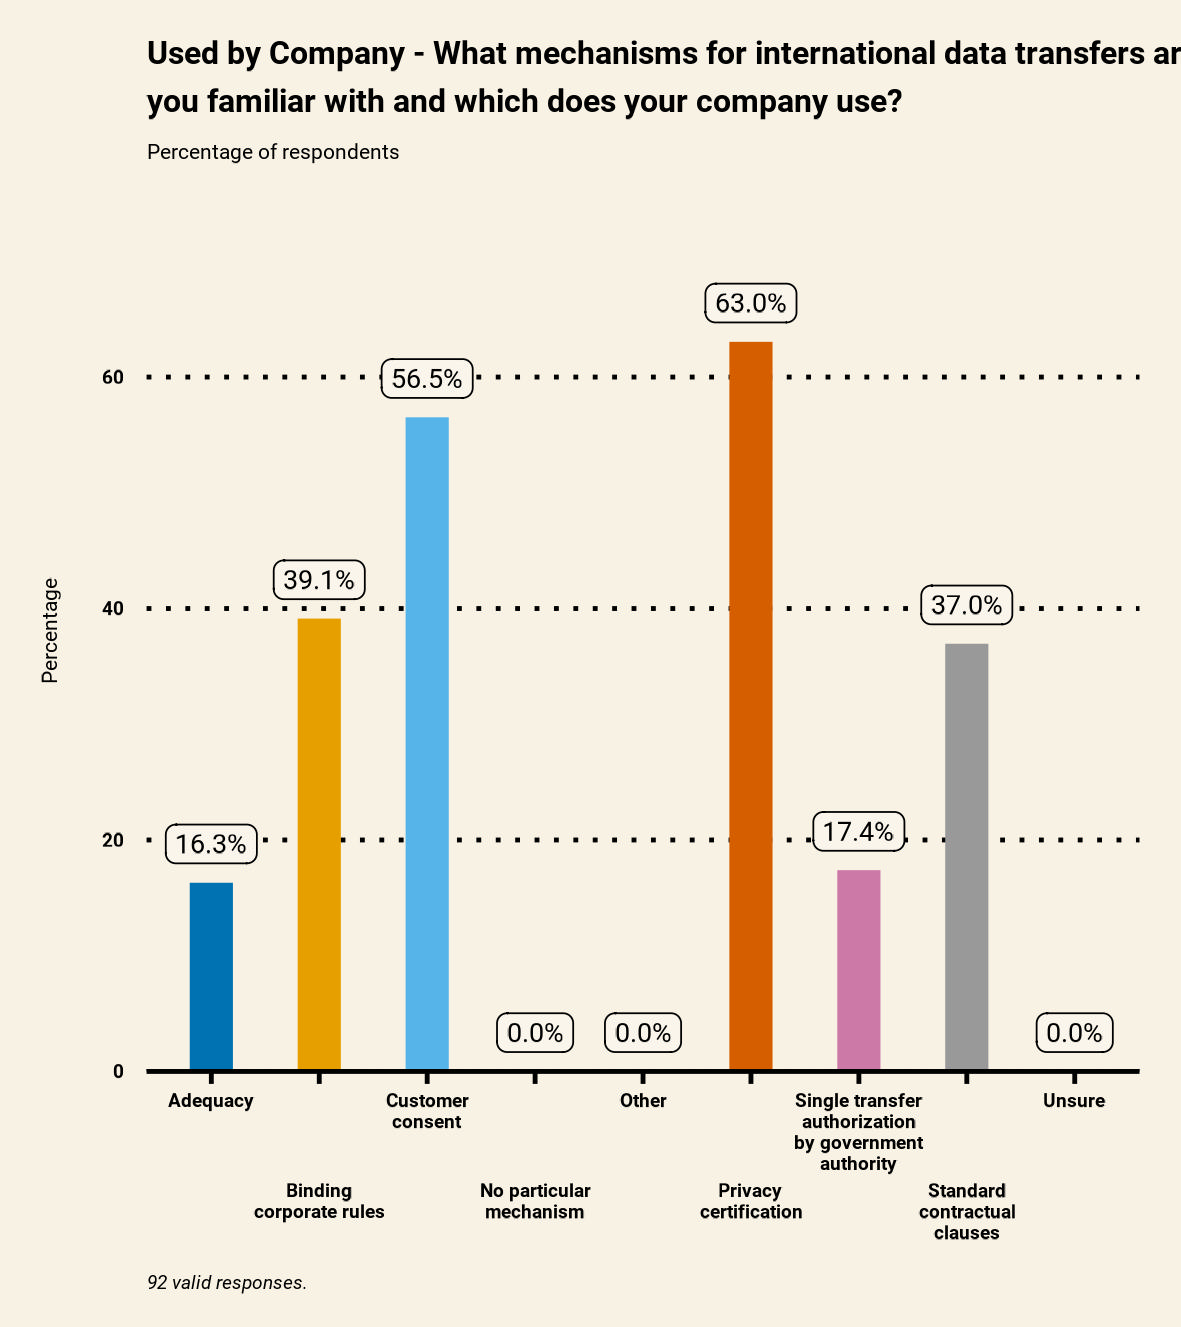 Used by Company - What mechanisms for international data transfers ar
you familiar with and which does your company use?
Percentage of respondents
63.0%
60
56.5%
39.1%
40
37.0%
Percentage
20
16.3%
17.4%
0.0%
0.0%
0.0%
0
Adequacy
Customer
consent
Other
Single transfer
authorization
by government
authority
Unsure
Binding
corporate rules
No particular
mechanism
Privacy
certification
Standard
contractual
clauses
92 valid responses.